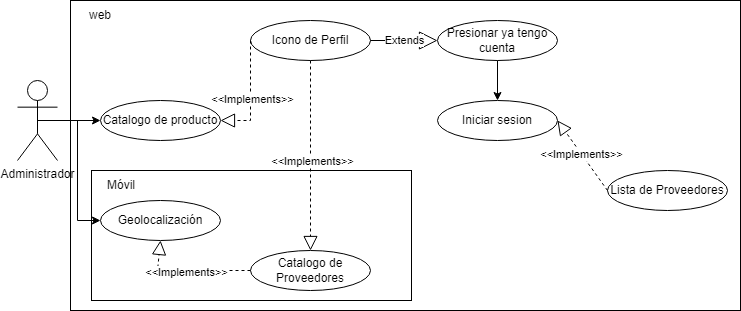 web
Icono de Perfil
Extends
Presionar ya tengo
cuenta
<<Implements>>
Catalogo de producto
Iniciar sesion
Administrador
<<Implements>>
<<Implements>>
Móvil
Lista de Proveedores
Geolocalización
Catalogo de
Proveedores
<<Implements>>